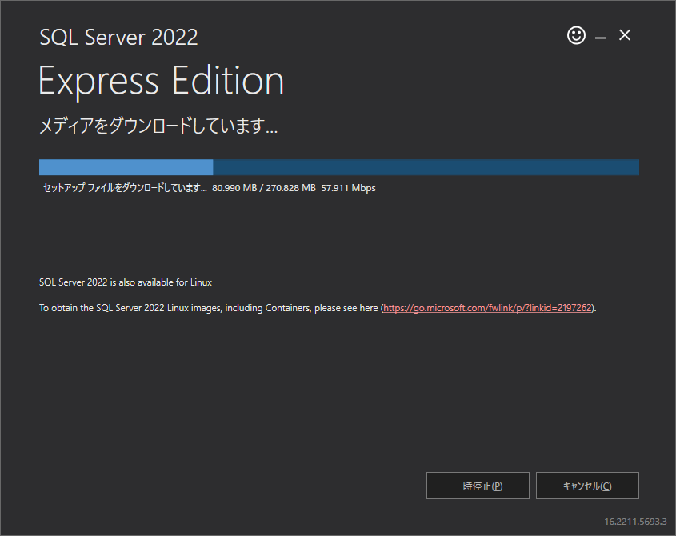 SQL Server 2022
Express Edition
メディアをダウンロードしています...
セットアップ ファイルをダウンロードしています... 80.990 MB / 270.828 MB 57.911 Mbps
SQL Server 2022 is also available for Linux
To obtain the SQL Server 2022 Linux images, including Containers, please see here (https://go.microsoft.com/fwlink/p/?linkid=2197262).
一時停止(P)
キャンセル(C)
16.2211.5693.3